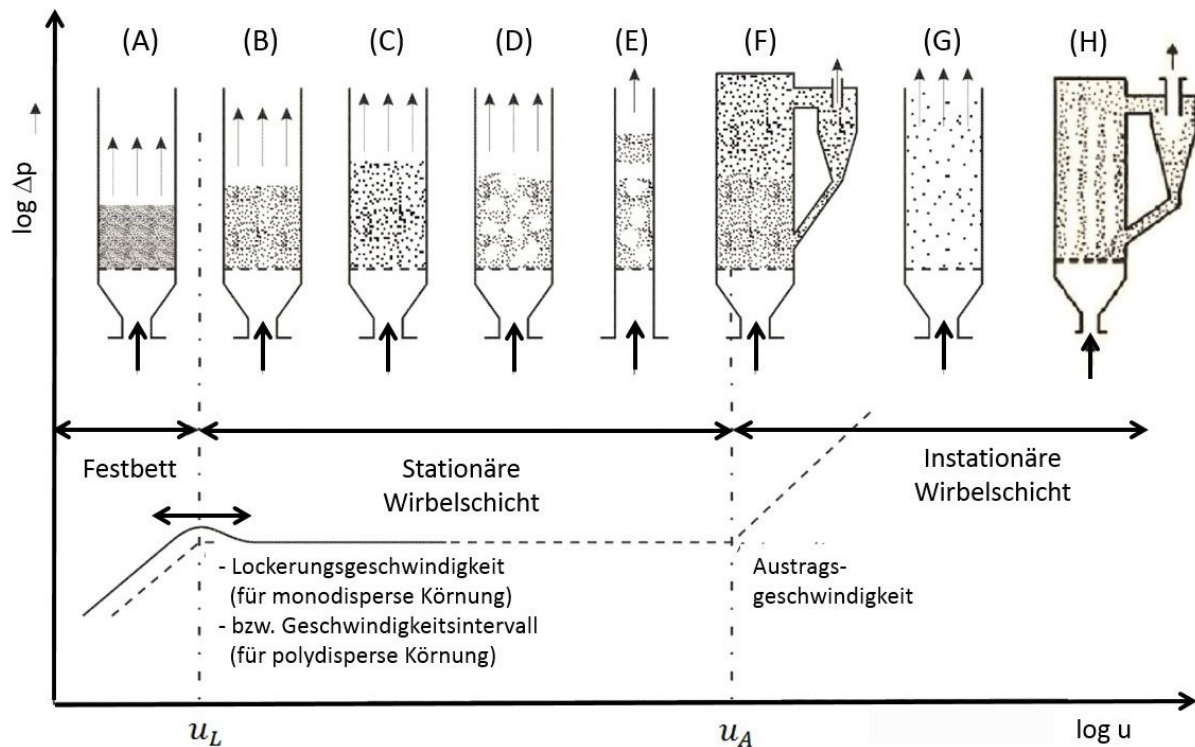 (A) (B) (C) (D) (E) (F) (G) (H)
log Δp
Festbett
Stationäre
Wirbelschicht
Instationäre
Wirbelschicht
- Lockerungsgeschwindigkeit
(für monodisperse Körnung)
- bzw. Geschwindigkeitsintervall
(für polydisperse Körnung)
Austrags-
geschwindigkeit
u_L
u_A
log u